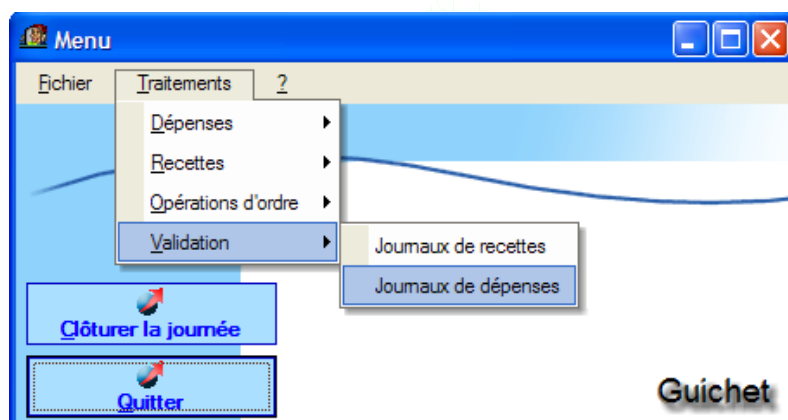 Menu
Fichier Traitements ?
Dépenses
Recettes
Opérations d'ordre
Validation
Journaux de recettes
Journaux de dépenses
Clôturer la journée
Quitter
Guichet